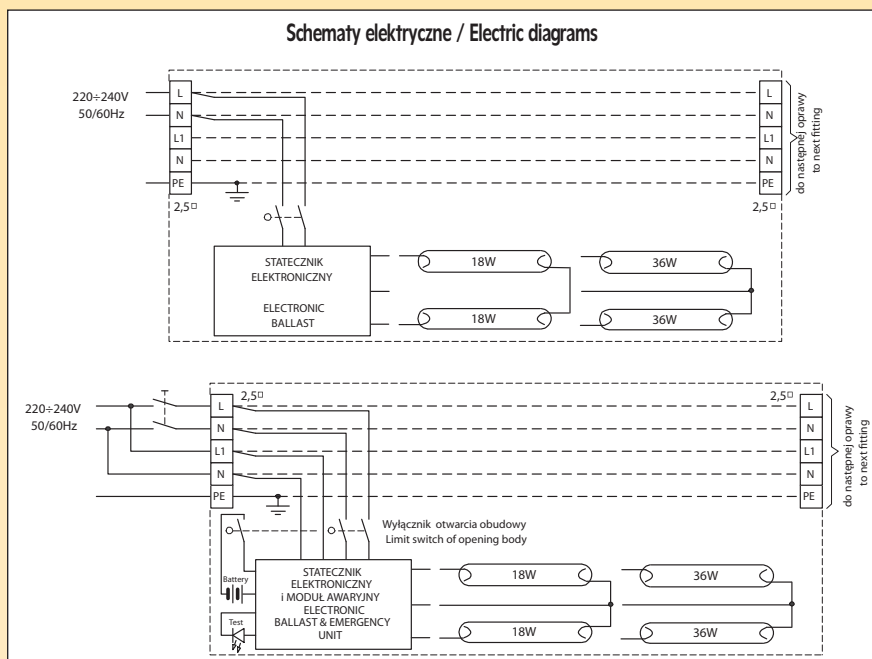 Schematy elektryczne / Electric diagrams
220÷240V
50/60Hz
L
N
L1
N
PE
2,5□
L
N
L1
N
PE
2,5□
do następnej oprawy
to next fitting
STATECZNIK
ELEKTRONICZNY
ELECTRONIC
BALLAST
18W
36W
18W
36W
220÷240V
50/60Hz
2,5□
L
N
L1
N
PE
2,5□
L
N
L1
N
PE
do następnej oprawy
to next fitting
Wyłącznik otwarcia obudowy
Limit switch of opening body
Battery
Test
STATECZNIK
ELEKTRONICZNY
i MODUŁ AWARYJNY
ELECTRONIC
BALLAST & EMERGENCY
UNIT
18W
36W
18W
36W